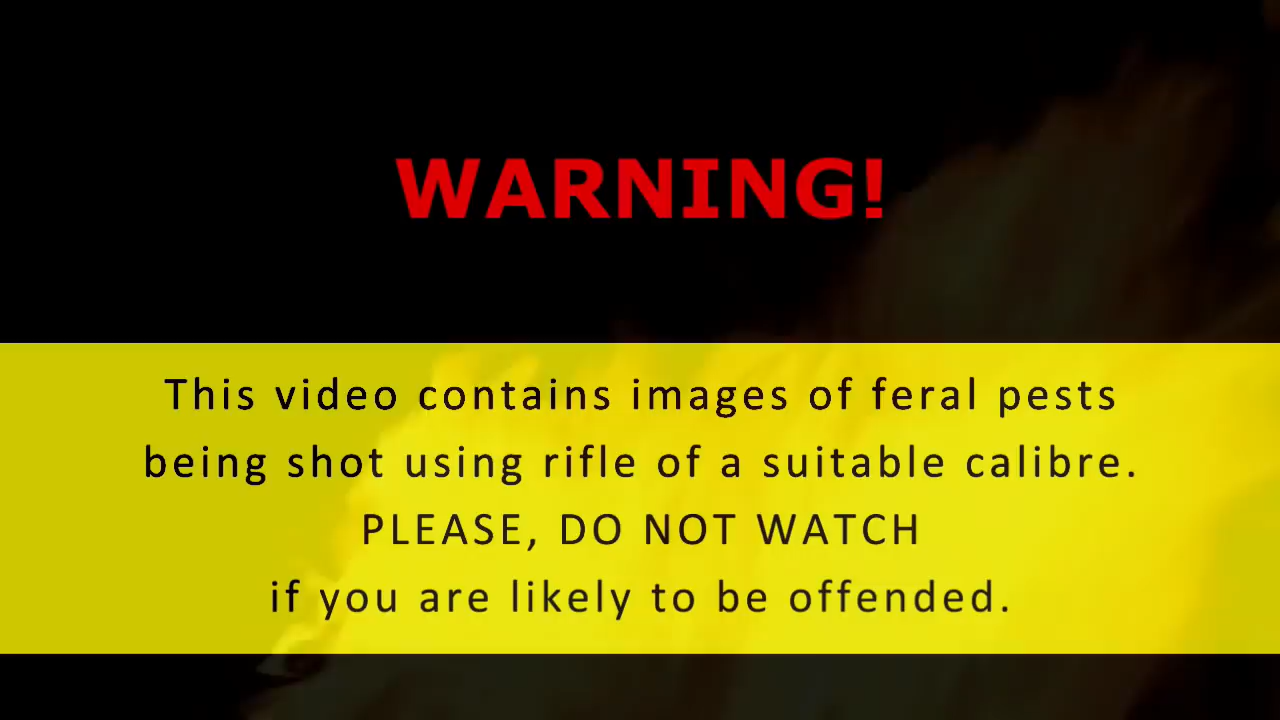 WARNING!
This video contains images of feral pests
being shot using rifle of a suitable calibre.
PLEASE, DO NOT WATCH
if you are likely to be offended.